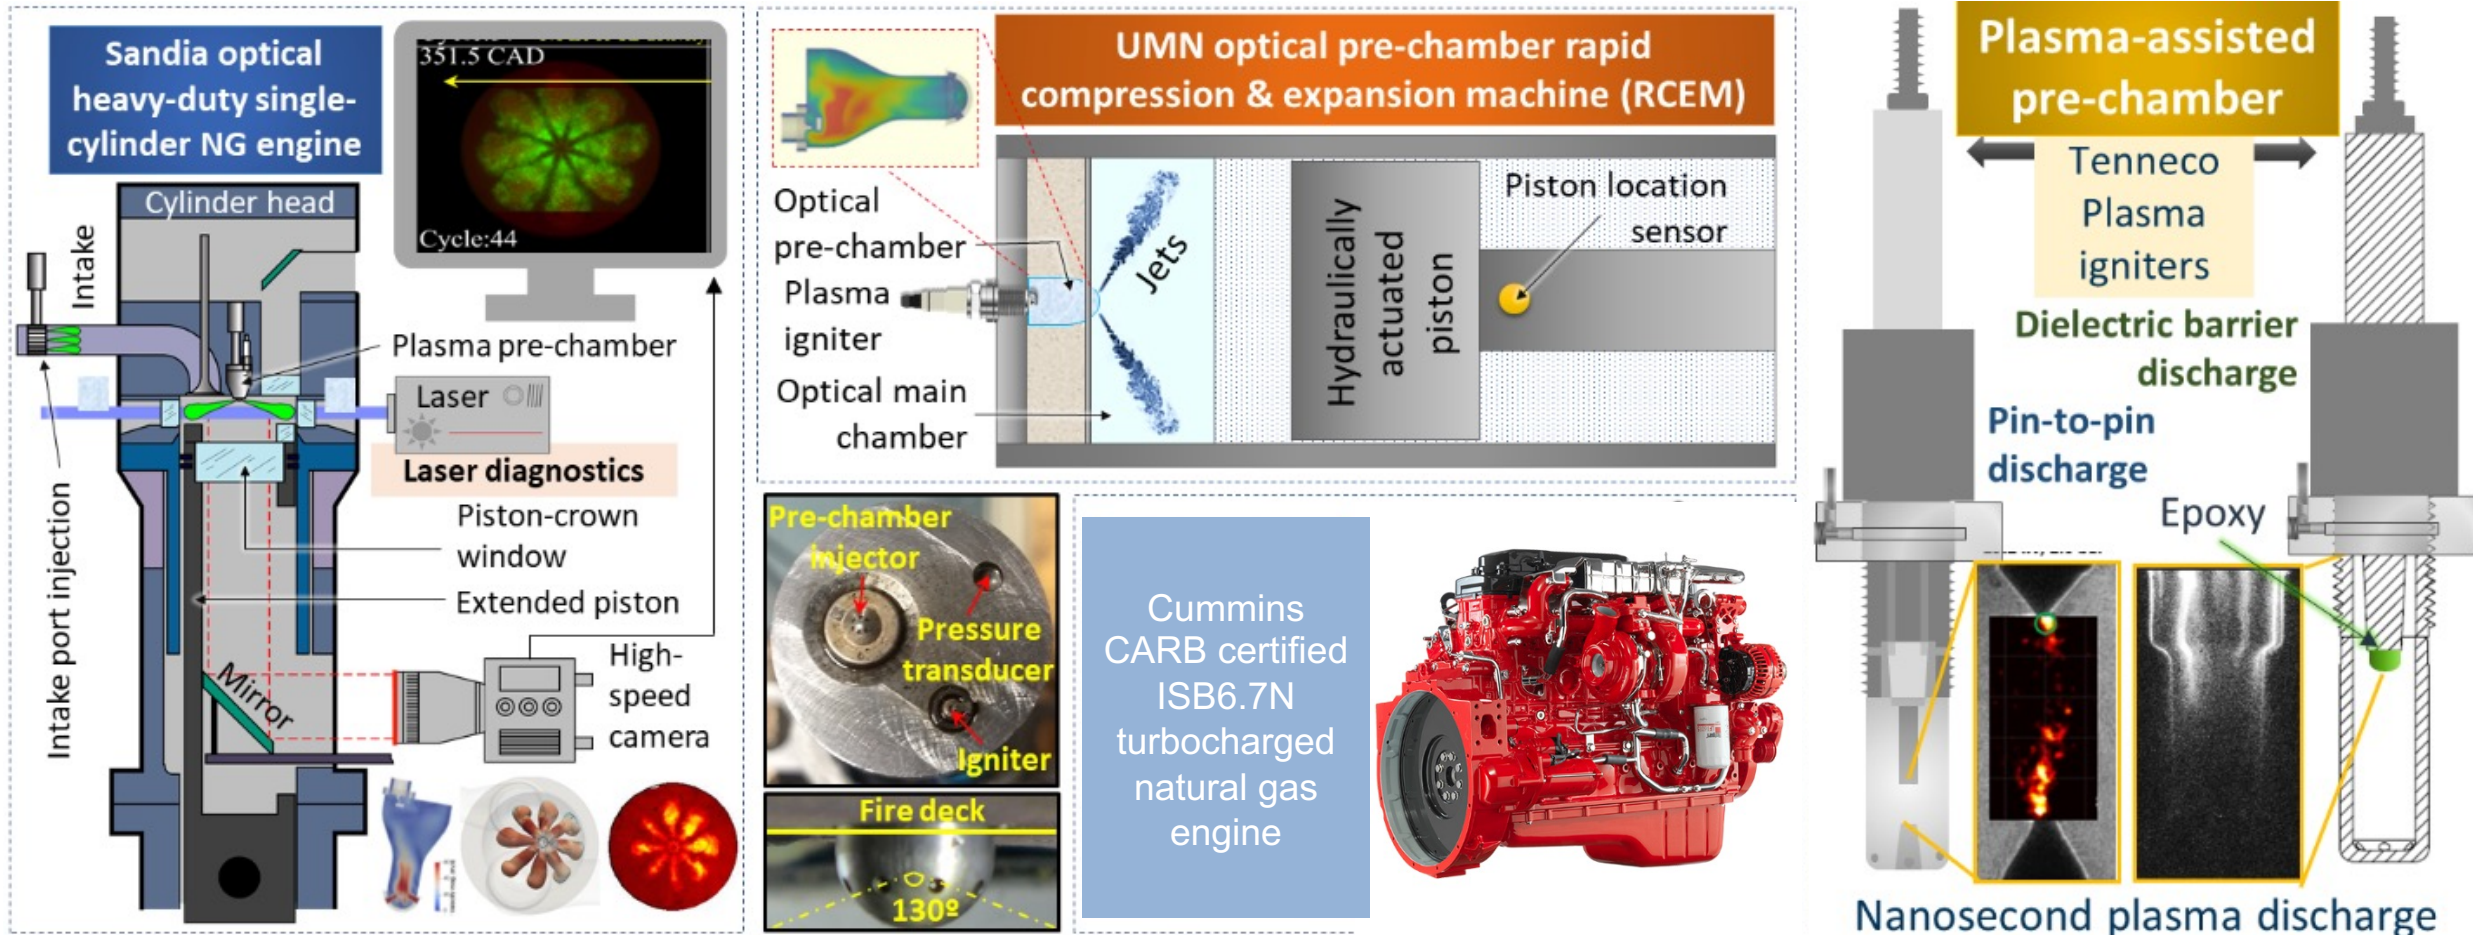 Sandia optical
heavy-duty single-
cylinder NG engine
351.5 CAD
Cycle:44
Cylinder head
Intake
Plasma pre-chamber
Laser
Laser diagnostics
Piston-crown
window
Extended piston
Intake port injection
Mirror
High-
speed
camera
UMN optical pre-chamber rapid
compression & expansion machine (RCEM)
Optical
pre-chamber
Plasma
igniter
Optical main
chamber
Jets
Hydraulically
actuated
piston
Piston location
sensor
Pre-chamber
injector
Pressure
transducer
Igniter
Fire deck
130º
Cummins
CARB certified
ISB6.7N
turbocharged
natural gas
engine
Plasma-assisted
pre-chamber
Tenneco
Plasma
igniters
Dielectric barrier
discharge
Pin-to-pin
discharge
Epoxy
Nanosecond plasma discharge